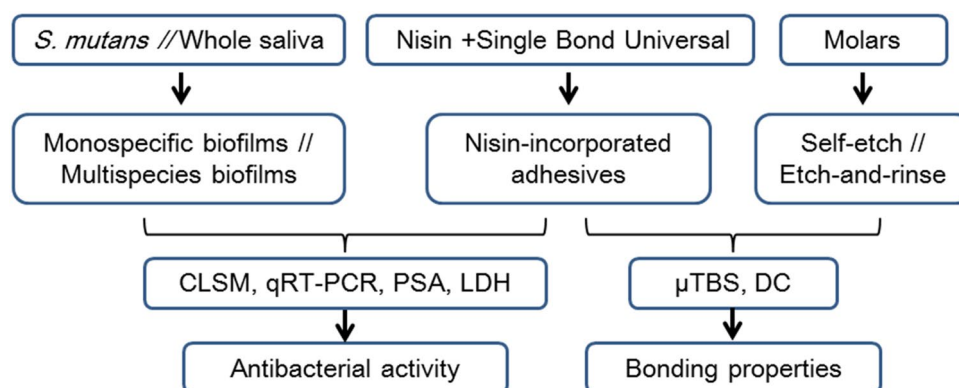 S. mutans //Whole saliva
Nisin +Single Bond Universal
Molars
Monospecific biofilms //
Multispecies biofilms
Nisin-incorporated
adhesives
Self-etch //
Etch-and-rinse
CLSM, qRT-PCR, PSA, LDH
μTBS, DC
Antibacterial activity
Bonding properties